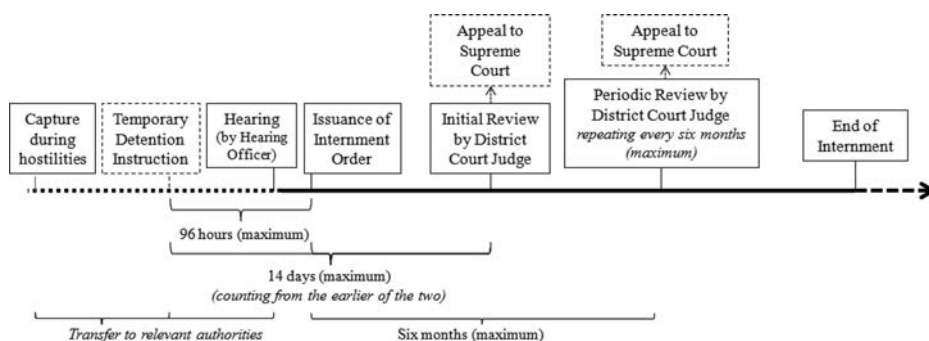 Appeal to
Supreme
Court
Appeal to
Supreme Court
Capture
during
hostilities
Temporary
Detention
Instruction
Hearing
(by Hearing
Officer)
Issuance of
Internment
Order
Initial Review
by District
Court Judge
Periodic Review by
District Court Judge
repeating every six months
(maximum)
End of
Internment
96 hours (maximum)
14 days (maximum)
(counting from the earlier of the two)
Transfer to relevant authorities
Six months (maximum)